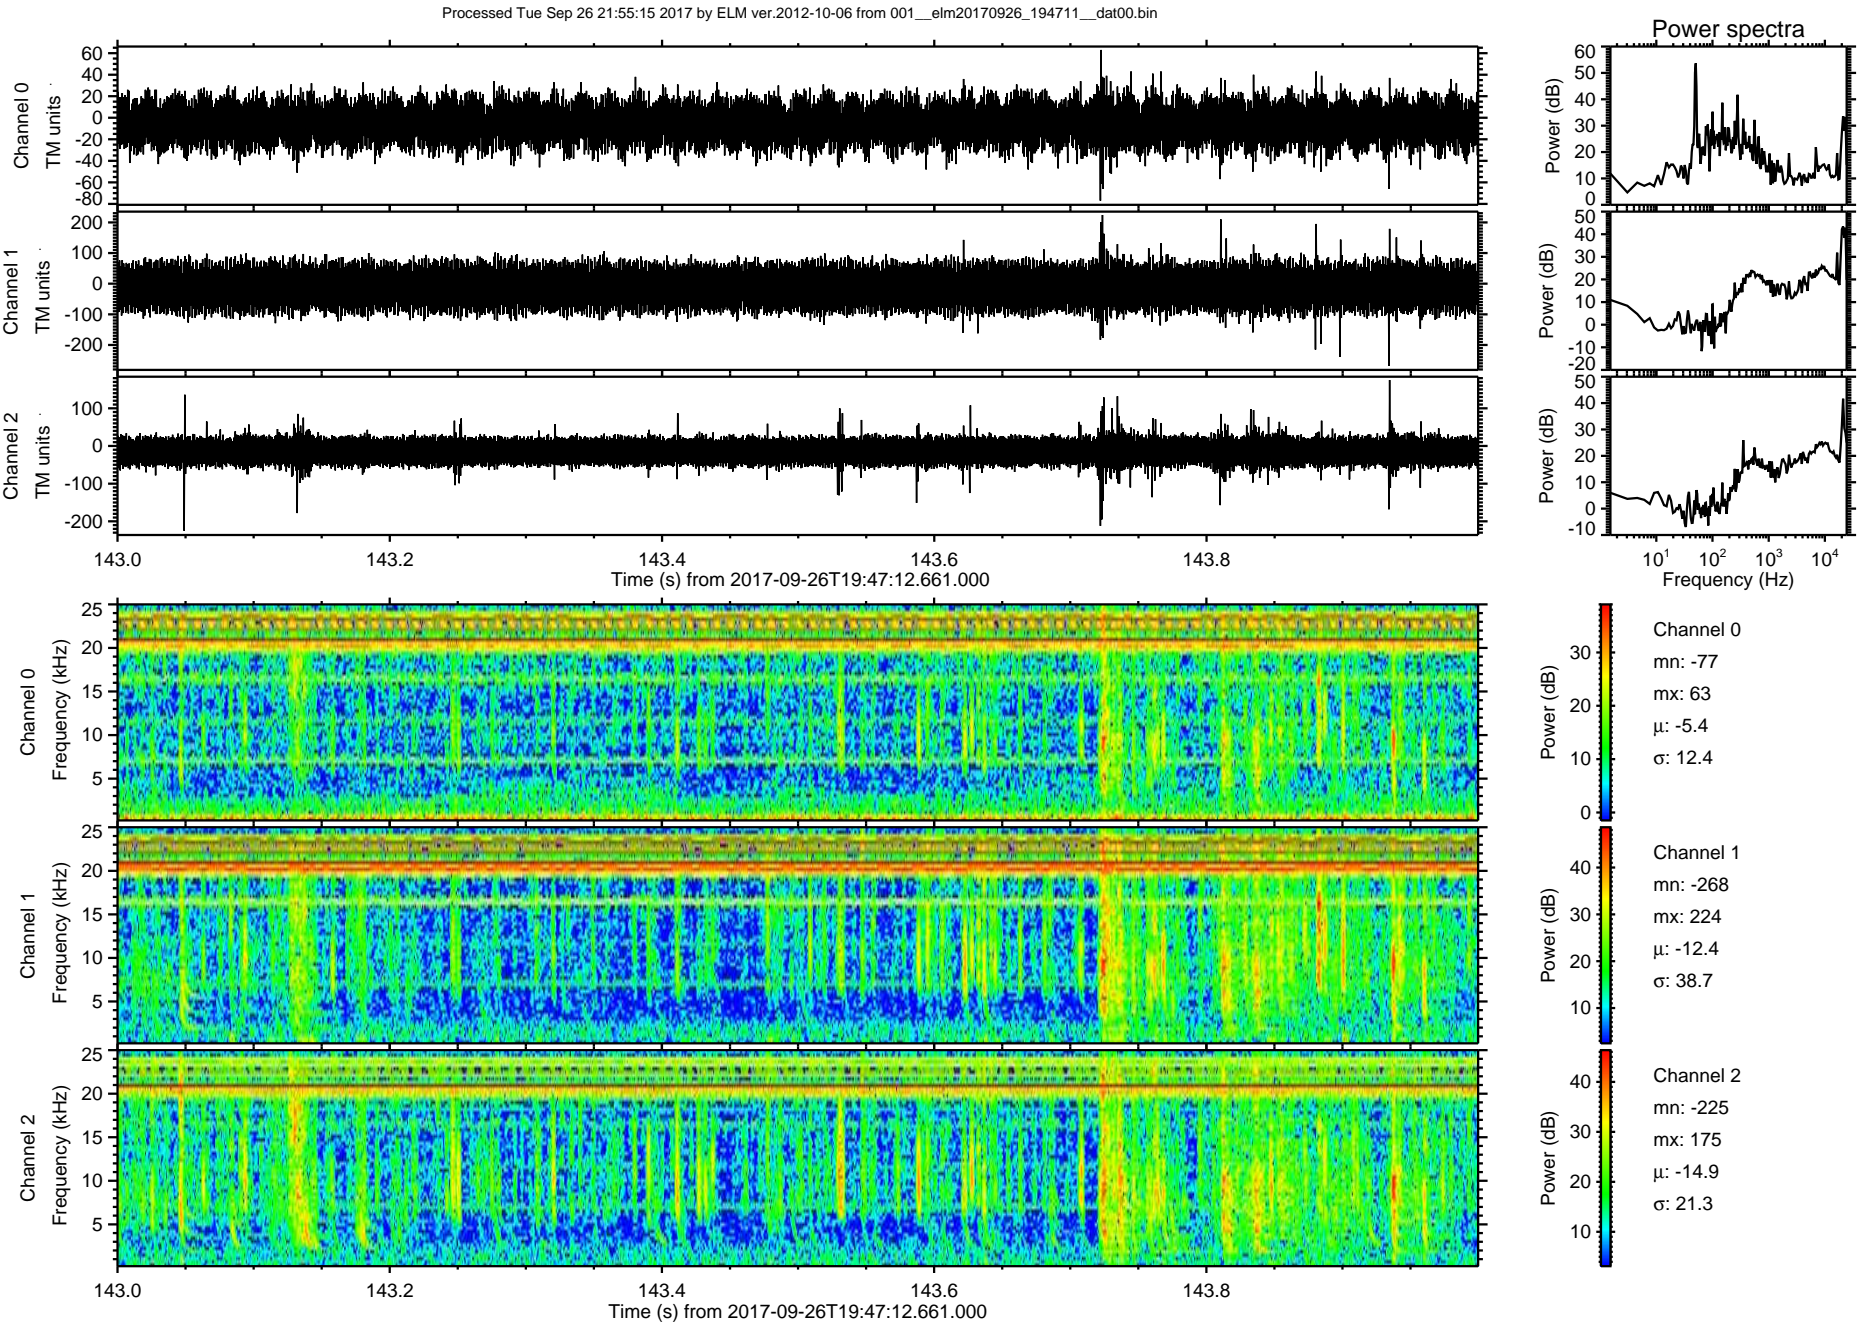 Processed Tue Sep 26 21:55:15 2017 by ELM ver.2012-10-06 from 001__elm20170926_194711__dat00.bin
Power spectra
Channel 0
TM units
60
40
20
0
-20
-40
-60
-80
Power (dB)
60
50
40
30
20
10
0
Channel 1
TM units
200
100
0
-100
-200
Power (dB)
50
40
30
20
10
0
-10
-20
Channel 2
TM units
100
0
-100
-200
Power (dB)
50
40
30
20
10
0
-10
143.0 143.2 143.4 143.6 143.8
Time (s) from 2017-09-26T19:47:12.661.000
10¹ 10² 10³ 10⁴
Frequency (Hz)
Channel 0
Frequency (kHz)
25
20
15
10
5
Power (dB)
30
20
10
0
Channel 0
mn: -77
mx: 63
μ: -5.4
σ: 12.4
Channel 1
Frequency (kHz)
25
20
15
10
5
Power (dB)
40
30
20
10
Channel 1
mn: -268
mx: 224
μ: -12.4
σ: 38.7
Channel 2
Frequency (kHz)
25
20
15
10
5
Power (dB)
40
30
20
10
Channel 2
mn: -225
mx: 175
μ: -14.9
σ: 21.3
143.0 143.2 143.4 143.6 143.8
Time (s) from 2017-09-26T19:47:12.661.000